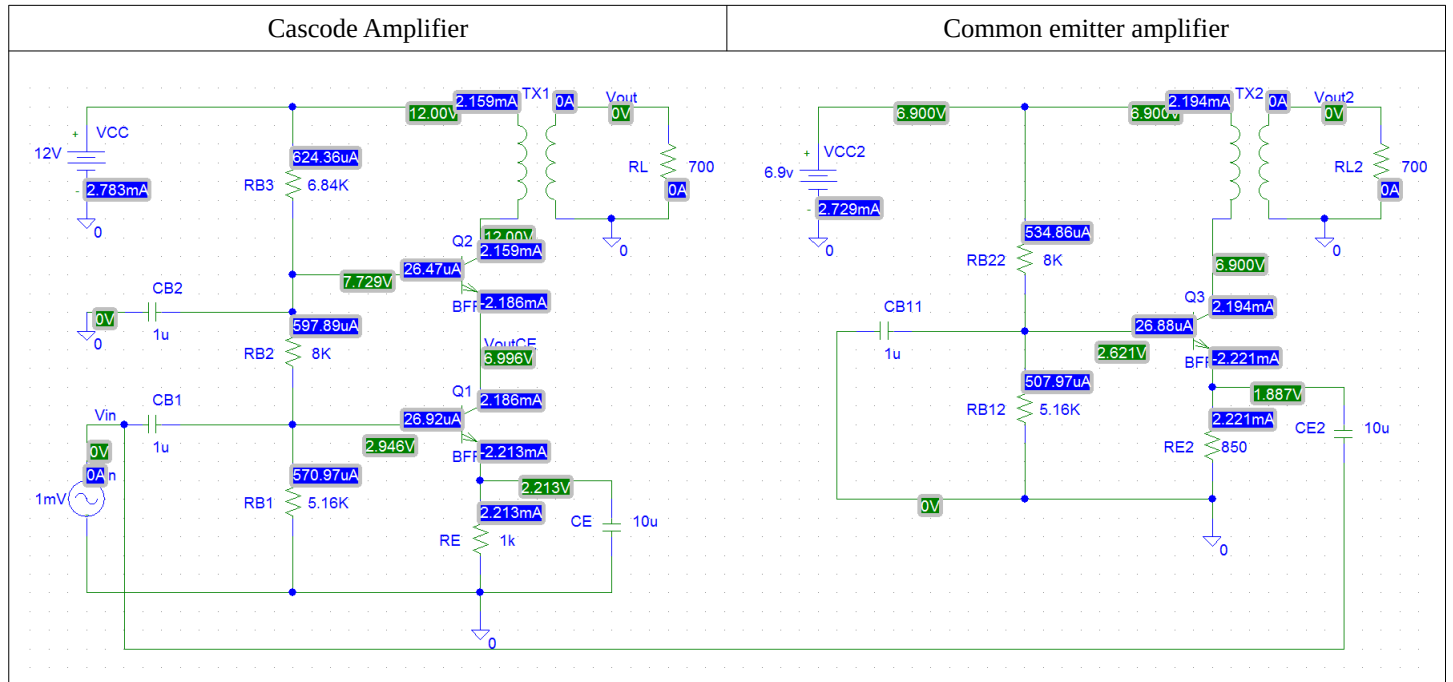 Cascode Amplifier
Common emitter amplifier
2.159mA
TX1
0A
Vout
12.00V
0V
VCC
12V
2.783mA
0
624.36uA
RB3
6.84K
RL
700
0A
0
12.00V
Q2
2.159mA
26.47uA
7.729V
BF
-2.186mA
CB2
0V
0
1u
597.89uA
RB2
8K
VoutCE
6.996V
Q1
2.186mA
CB1
Vin
1u
26.92uA
2.946V
BF
-2.213mA
0V
0A
n
1mV
570.97uA
RB1
5.16K
2.213V
2.213mA
RE
1k
CE
10u
0
6.900V
6.900V
2.194mA
TX2
0A
Vout2
0V
VCC2
6.9v
2.729mA
0
534.86uA
RB22
8K
RL2
700
0A
0
6.900V
Q3
2.194mA
CB11
1u
26.88uA
2.621V
BF
-2.221mA
507.97uA
RB12
5.16K
1.887V
2.221mA
RE2
850
CE2
10u
0V
0